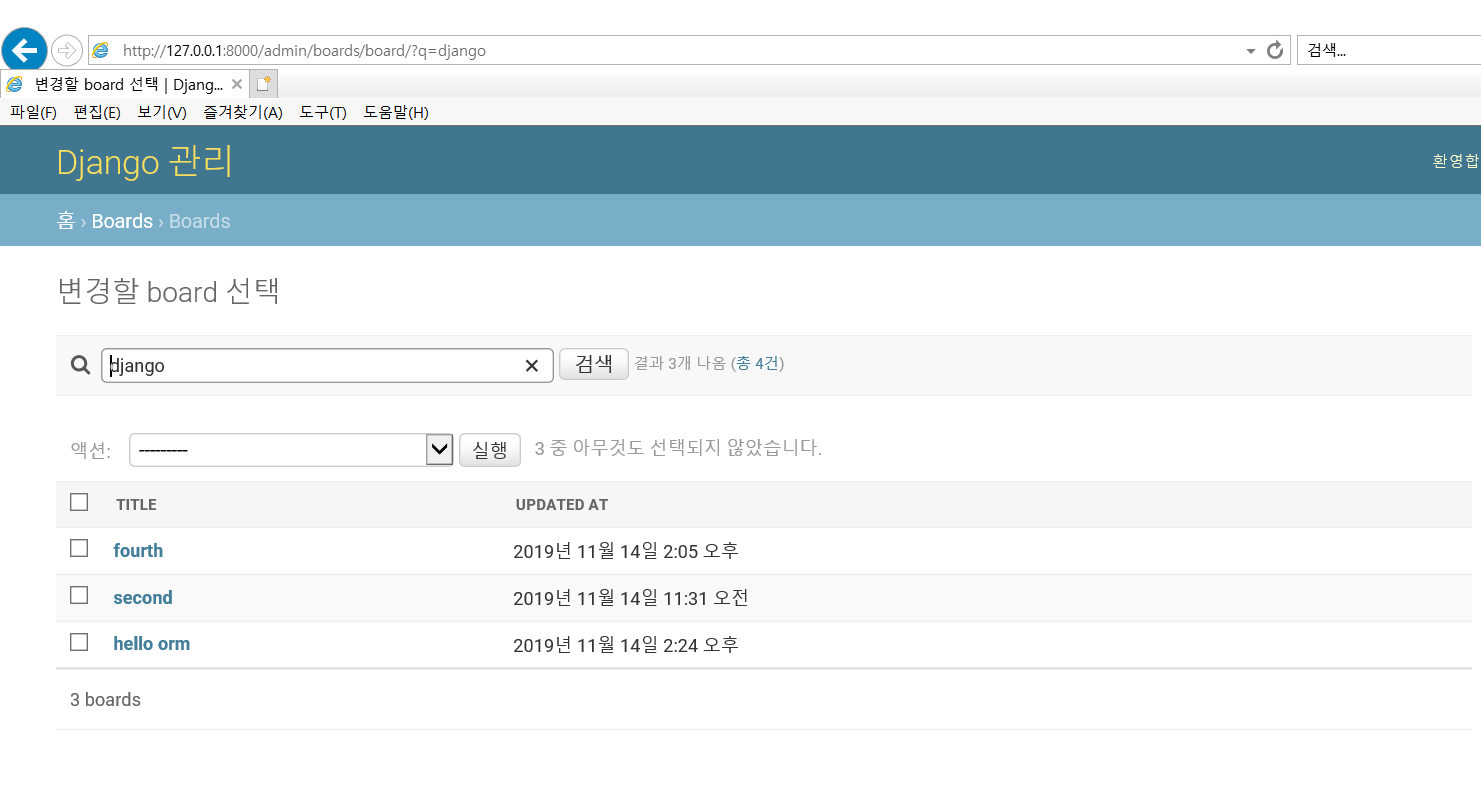 http://127.0.0.1:8000/admin/boards/board/?q=django 검색...
변경할 board 선택 | Djang...
파일(F) 편집(E) 보기(V) 즐겨찾기(A) 도구(T) 도움말(H)
Django 관리 환영합
홈 › Boards › Boards
변경할 board 선택
django 검색 결과 3개 나옴 (총 4건)
액션: --------- 실행 3 중 아무것도 선택되지 않았습니다.
TITLE UPDATED AT
fourth 2019년 11월 14일 2:05 오후
second 2019년 11월 14일 11:31 오전
hello orm 2019년 11월 14일 2:24 오후
3 boards